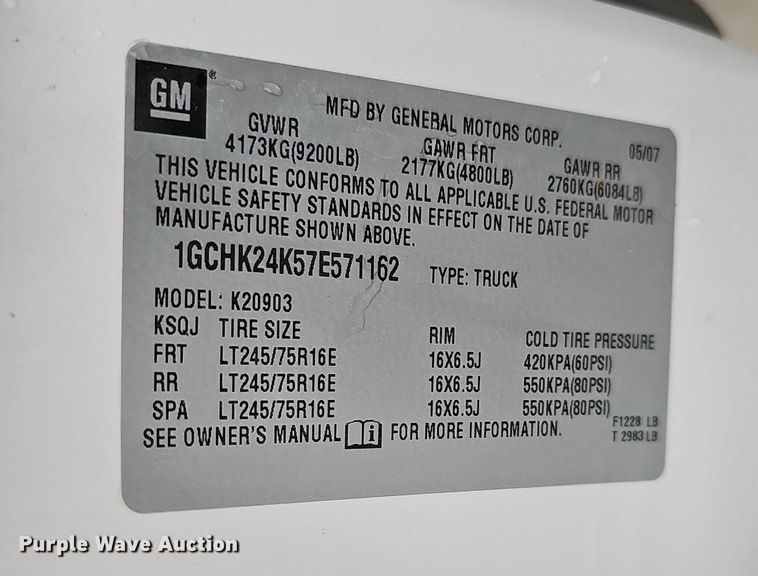 GM
MFD BY GENERAL MOTORS CORP.
05/07
GVWR GAWR FRT GAWR RR
4173KG(9200LB) 2177KG(4800LB) 2760KG(6084LB)
THIS VEHICLE CONFORMS TO ALL APPLICABLE U.S. FEDERAL MOTOR
VEHICLE SAFETY STANDARDS IN EFFECT ON THE DATE OF
MANUFACTURE SHOWN ABOVE.
1GCHK24K57E571162 TYPE: TRUCK
MODEL: K20903
KSQJ TIRE SIZE RIM COLD TIRE PRESSURE
FRT LT245/75R16E 16X6.5J 420KPA(60PSI)
RR LT245/75R16E 16X6.5J 550KPA(80PSI)
SPA LT245/75R16E 16X6.5J 550KPA(80PSI)
SEE OWNER'S MANUAL i FOR MORE INFORMATION.
F1228 LB
T 2983 LB
Purple Wave Auction